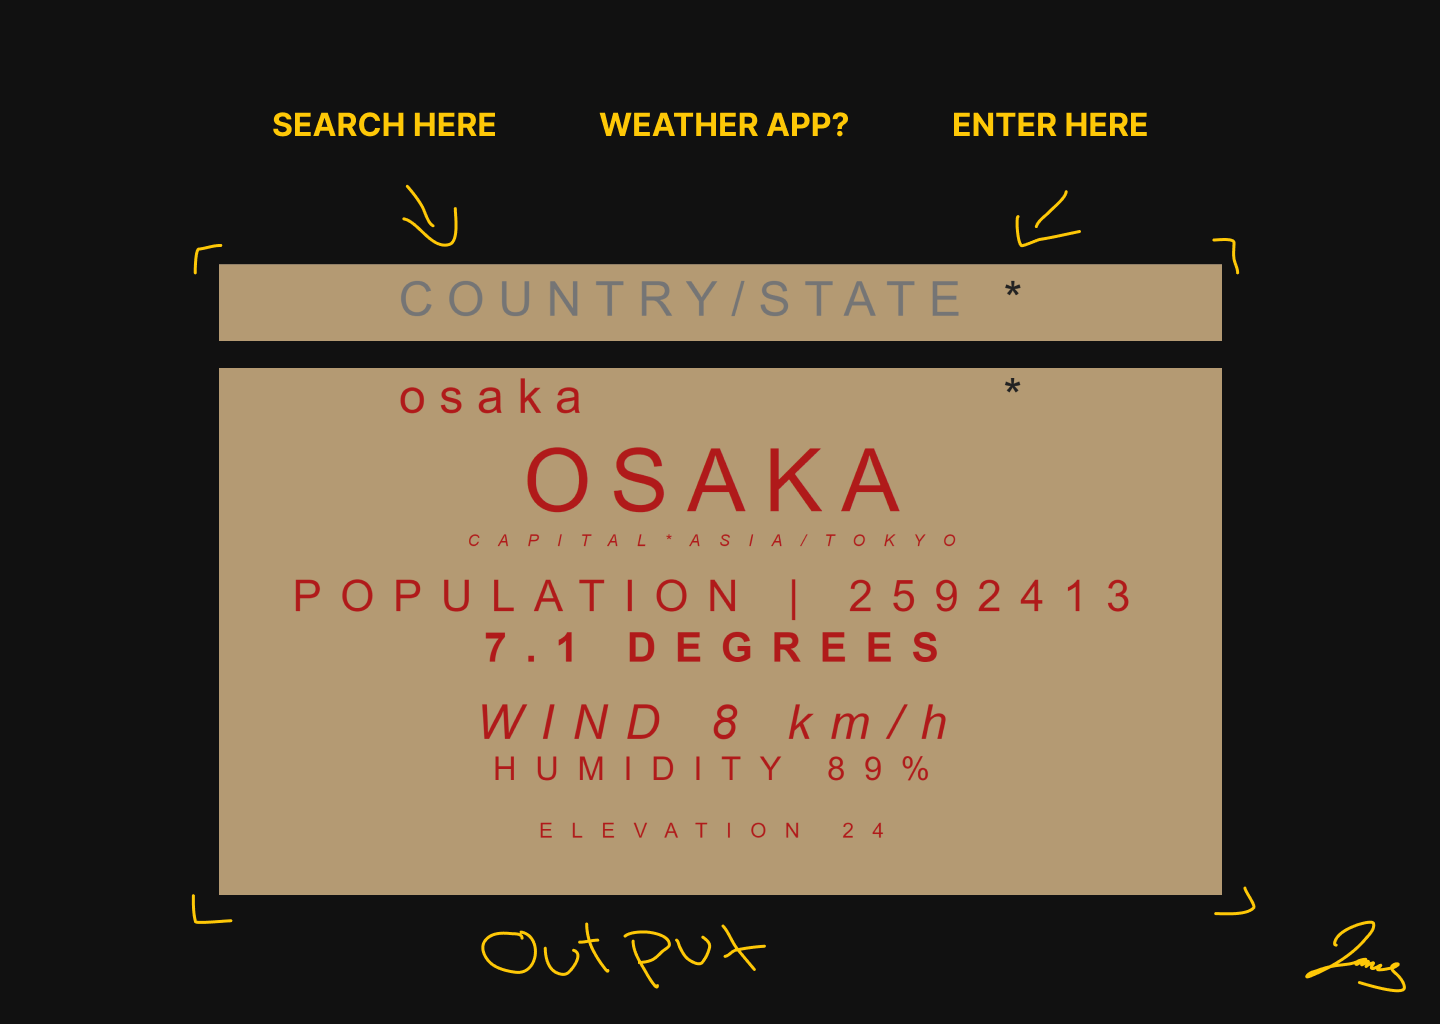 SEARCH HERE WEATHER APP? ENTER HERE
COUNTRY/STATE *
osaka *
OSAKA
CAPITAL*ASIA/TOKYO
POPULATION | 2592413
7.1 DEGREES
WIND 8 km/h
HUMIDITY 89%
ELEVATION 24
OutPut